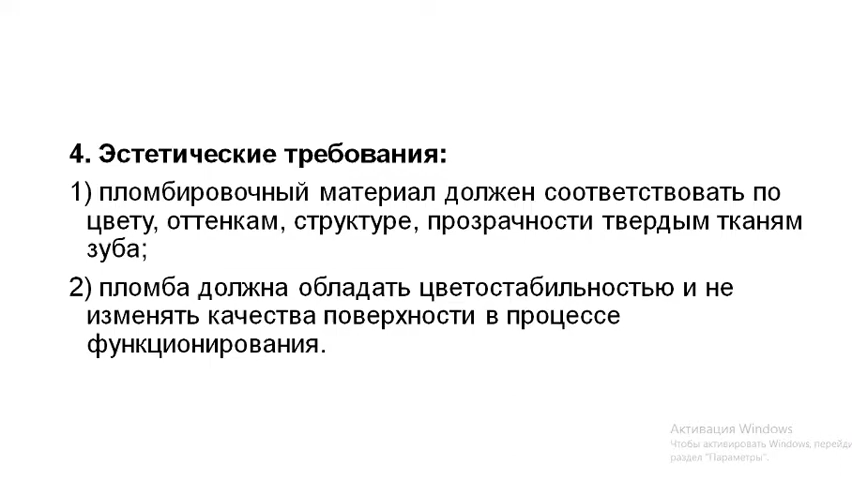 4. Эстетические требования:
1) пломбировочный материал должен соответствовать по
цвету, оттенкам, структуре, прозрачности твердым тканям
зуба;
2) пломба должна обладать цветостабильностью и не
изменять качества поверхности в процессе
функционирования.
Активация Windows
Чтобы активировать Windows, перейду
раздел "Параметры".